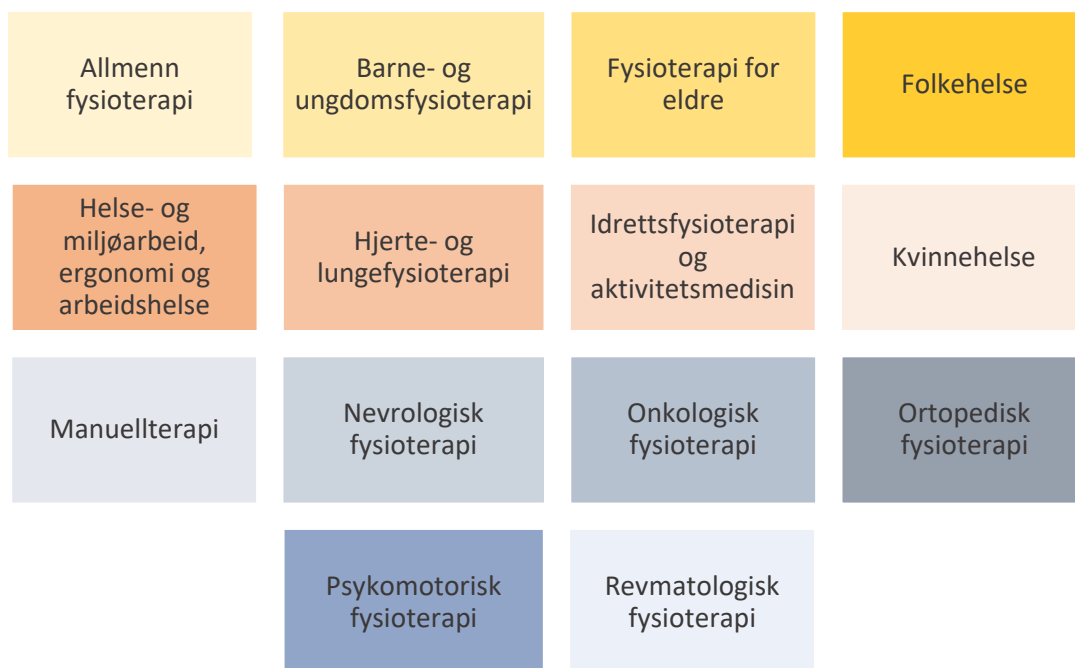 Allmenn
fysioterapi
Barne- og
ungdomsfysioterapi
Fysioterapi for
eldre
Folkehelse
Helse- og
miljøarbeid,
ergonomi og
arbeidshelse
Hjerte- og
lungefysioterapi
Idrettsfysioterapi
og
aktivitetsmedisin
Kvinnehelse
Manuellterapi
Nevrologisk
fysioterapi
Onkologisk
fysioterapi
Ortopedisk
fysioterapi
Psykomotorisk
fysioterapi
Revmatologisk
fysioterapi